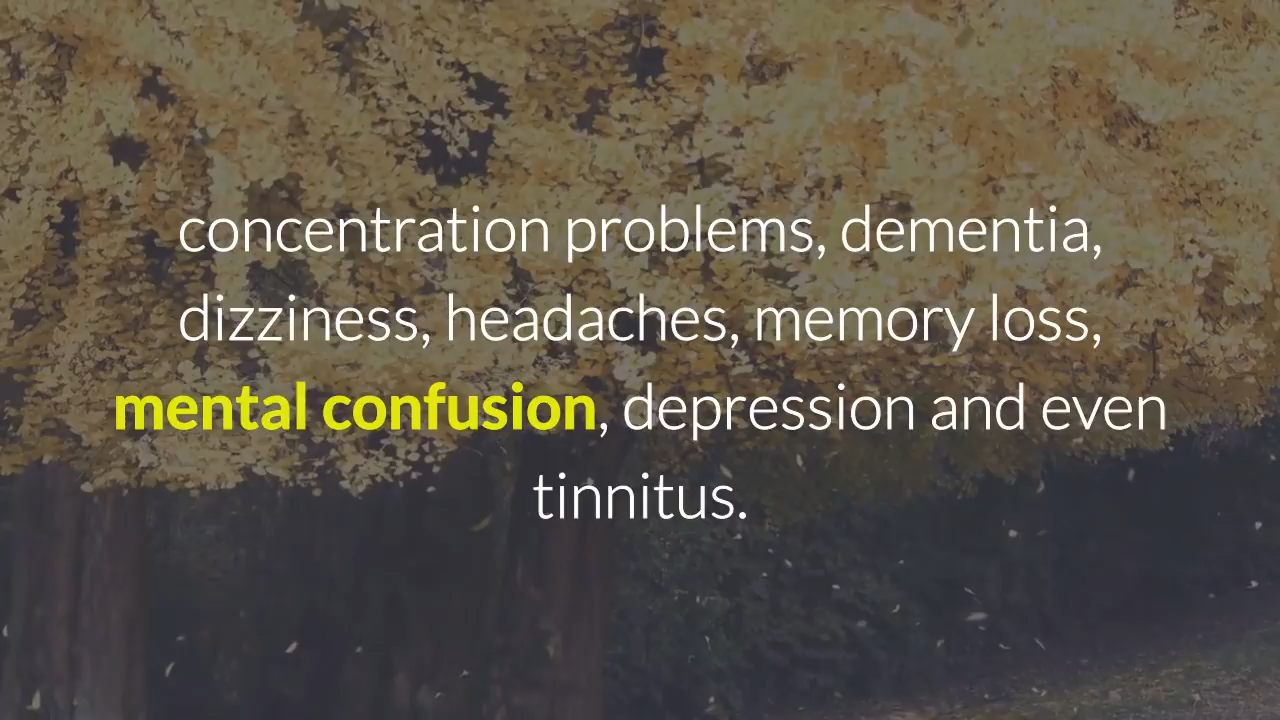 concentration problems, dementia,
dizziness, headaches, memory loss,
mental confusion, depression and even
tinnitus.